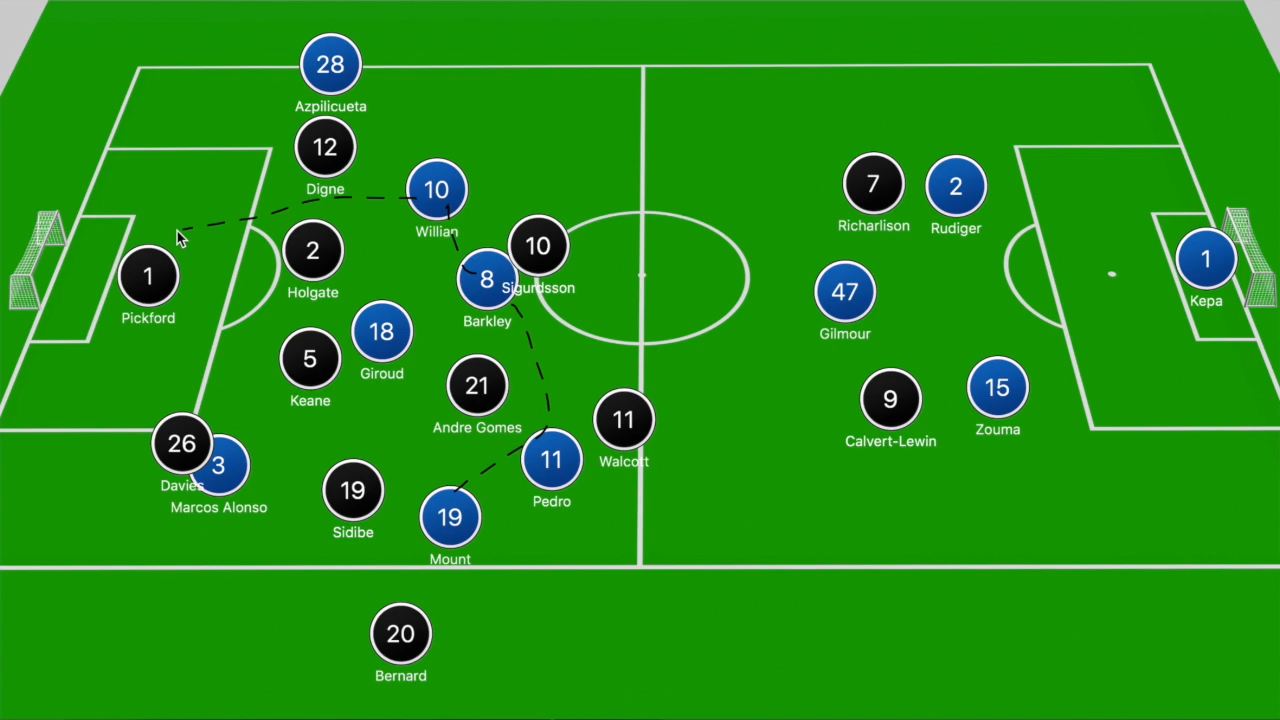 28
Azpilicueta
12
Digne
10
Willian
7
Richarlison
2
Rudiger
2
Holgate
10
Sigurdsson
1
Pickford
8
Barkley
1
Kepa
47
Gilmour
18
Giroud
5
Keane
21
Andre Gomes
11
Walcott
9
Calvert-Lewin
15
Zouma
26
Davies
3
Marcos Alonso
19
Sidibe
11
Pedro
19
Mount
20
Bernard